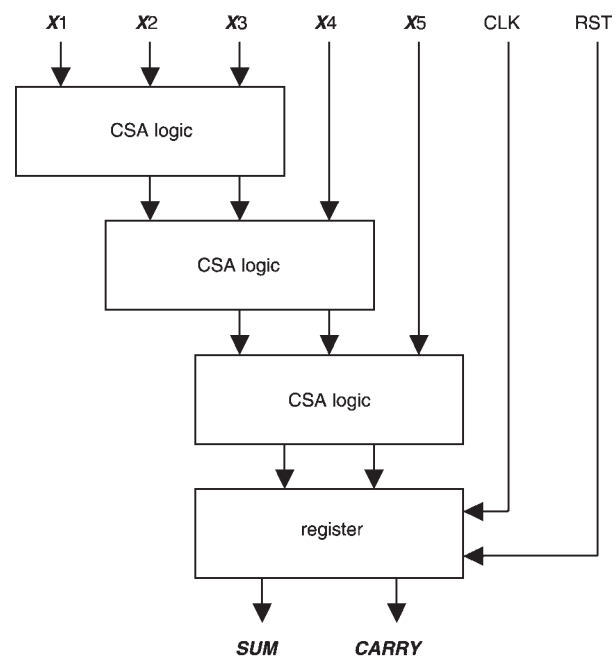 X1 X2 X3 X4 X5 CLK RST
CSA logic
CSA logic
CSA logic
register
SUM CARRY